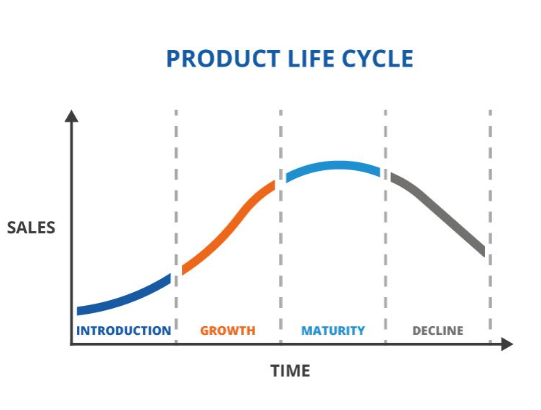 PRODUCT LIFE CYCLE
SALES
INTRODUCTION GROWTH MATURITY DECLINE
TIME